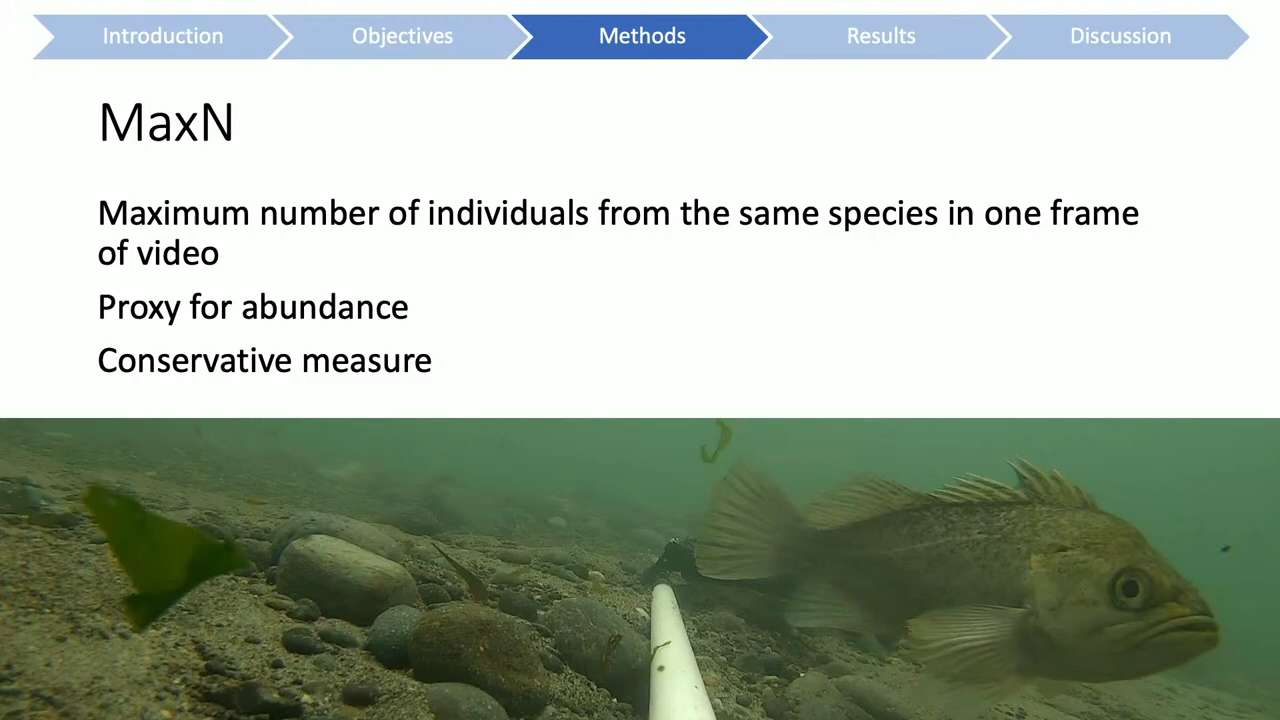 Introduction
Objectives
Methods
Results
Discussion
MaxN
Maximum number of individuals from the same species in one frame
of video
Proxy for abundance
Conservative measure